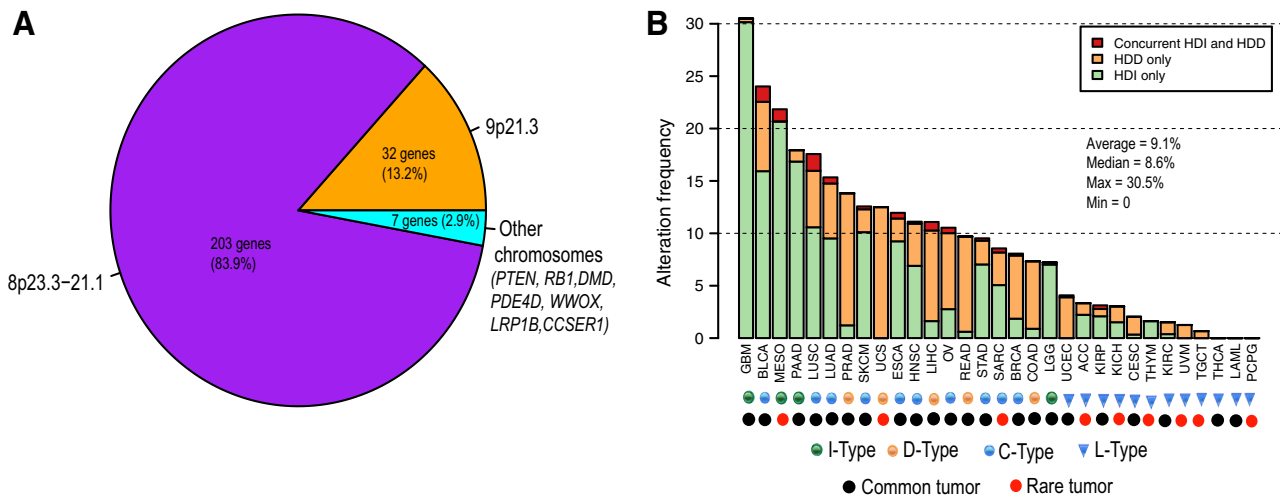 A
9p21.3
32 genes
(13.2%)
7 genes (2.9%)
203 genes
(83.9%)
8p23.3−21.1
Other
chromosomes
(PTEN, RB1,DMD,
PDE4D, WWOX,
LRP1B,CCSER1)
B
Alteration frequency
30
25
20
15
10
5
0
Concurrent HDI and HDD
HDD only
HDI only
Average = 9.1%
Median = 8.6%
Max = 30.5%
Min = 0
GBM
BLCA
MESO
PAAD
LUSC
LUAD
PRAD
SKCM
UCS
ESCA
HNSC
LIHC
OV
READ
STAD
SARC
BRCA
COAD
LGG
UCEC
ACC
KIRP
KICH
CESC
THYM
KIRC
UVM
TGCT
THCA
LAML
PCPG
I-Type D-Type C-Type L-Type
Common tumor Rare tumor